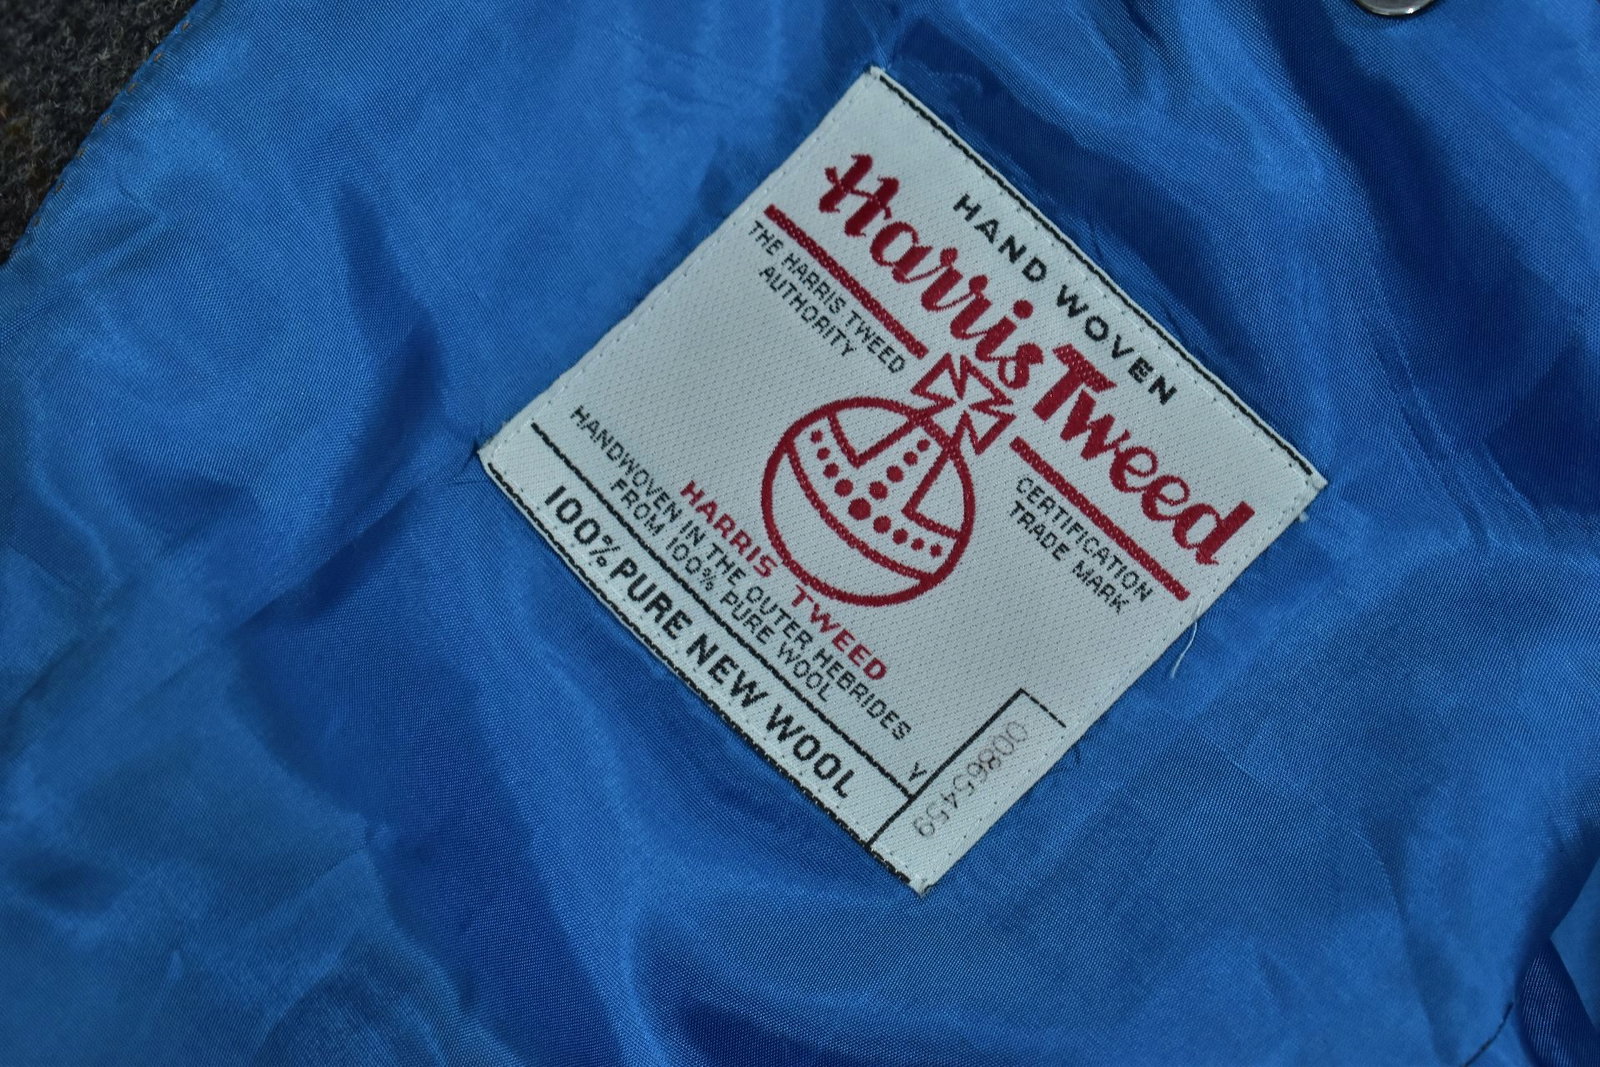 HAND WOVEN
Harris Tweed
THE HARRIS TWEED
AUTHORITY
CERTIFICATION
TRADE MARK
HARRIS TWEED
HANDWOVEN IN THE OUTER HEBRIDES
FROM 100% PURE WOOL
Y
100% PURE NEW WOOL
00865459